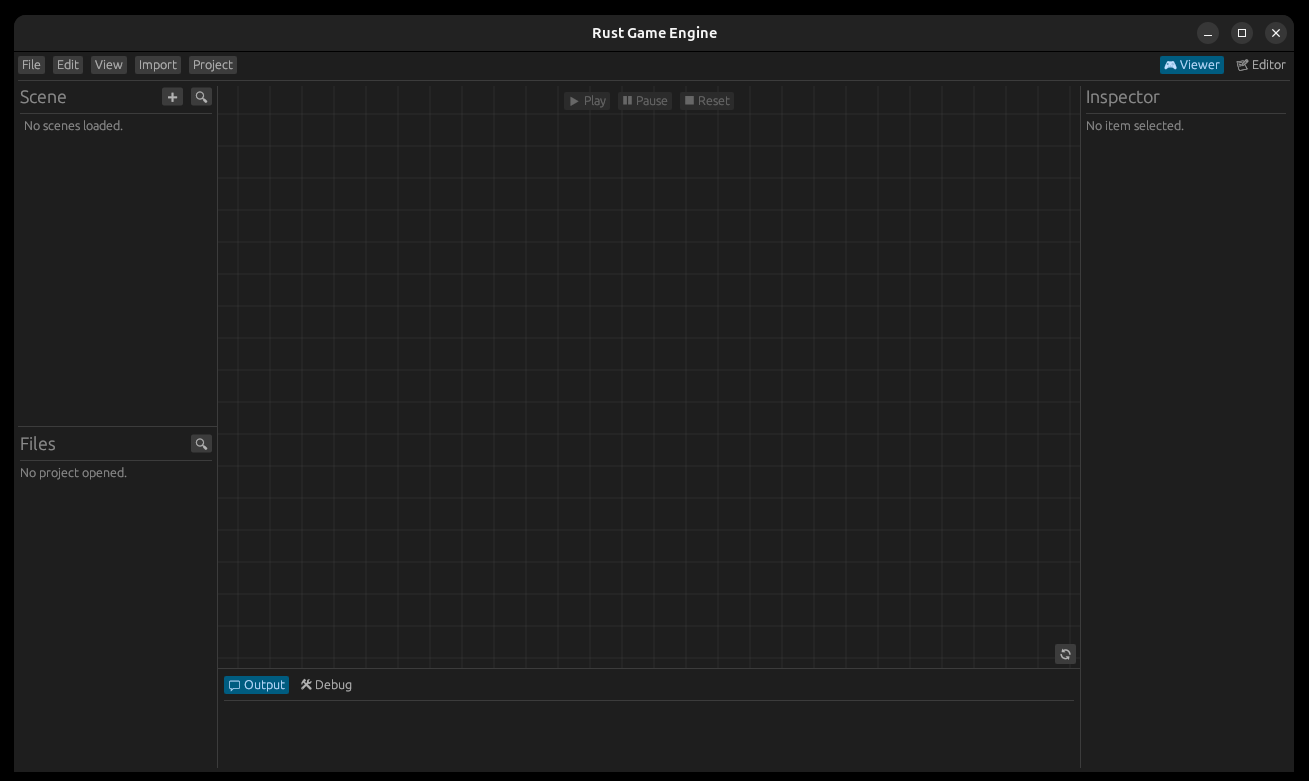 Rust Game Engine
File Edit View Import Project Viewer Editor
Scene
No scenes loaded.
Play Pause Reset
Inspector
No item selected.
Files
No project opened.
Output Debug